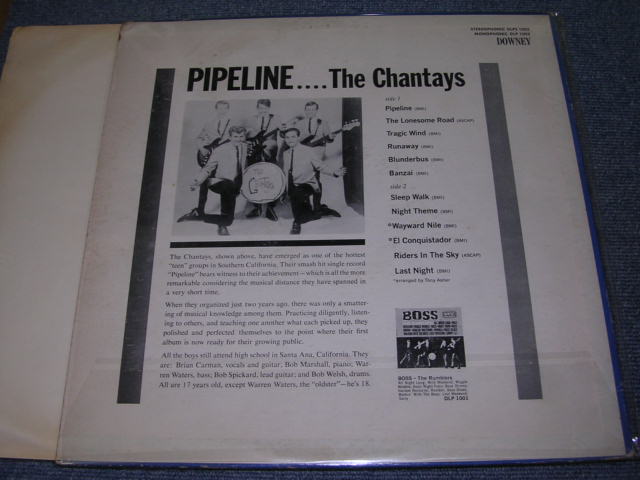 STEREOPHONIC DLPS 1002
MONOPHONIC DLP 1002
DOWNEY
PIPELINE....The Chantays
side 1
Pipeline (BMI)
The Lonesome Road (ASCAP)
Tragic Wind (BMI)
Runaway (BMI)
Blunderbus (BMI)
Banzai (BMI)
side 2
Sleep Walk (BMI)
Night Theme (BMI)
*Wayward Nile (BMI)
*El Conquistador (BMI)
Riders In The Sky (ASCAP)
Last Night (BMI)
*arranged by Tony Asher
The Chantays, shown above, have emerged as one of the hottest
"teen" groups in Southern California. Their smash hit single record
"Pipeline" bears witness to their achievement—which is all the more
remarkable considering the musical distance they have spanned in
a very short time.
When they organized just two years ago, there was only a smatter-
ing of musical knowledge among them. Practicing diligently, listen-
ing to others, and teaching one another what each picked up, they
polished and perfected themselves to the point where their first
album is now ready for their growing public.
All the boys still attend high school in Santa Ana, California. They
are: Brian Carman, vocals and guitar; Bob Marshall, piano; War-
ren Waters, bass; Bob Spickard, lead guitar; and Bob Welsh, drums.
All are 17 years old, except Warren Waters, the "oldster"—he's 18.
BOSS
BOSS—The Rumblers
DLP 1001